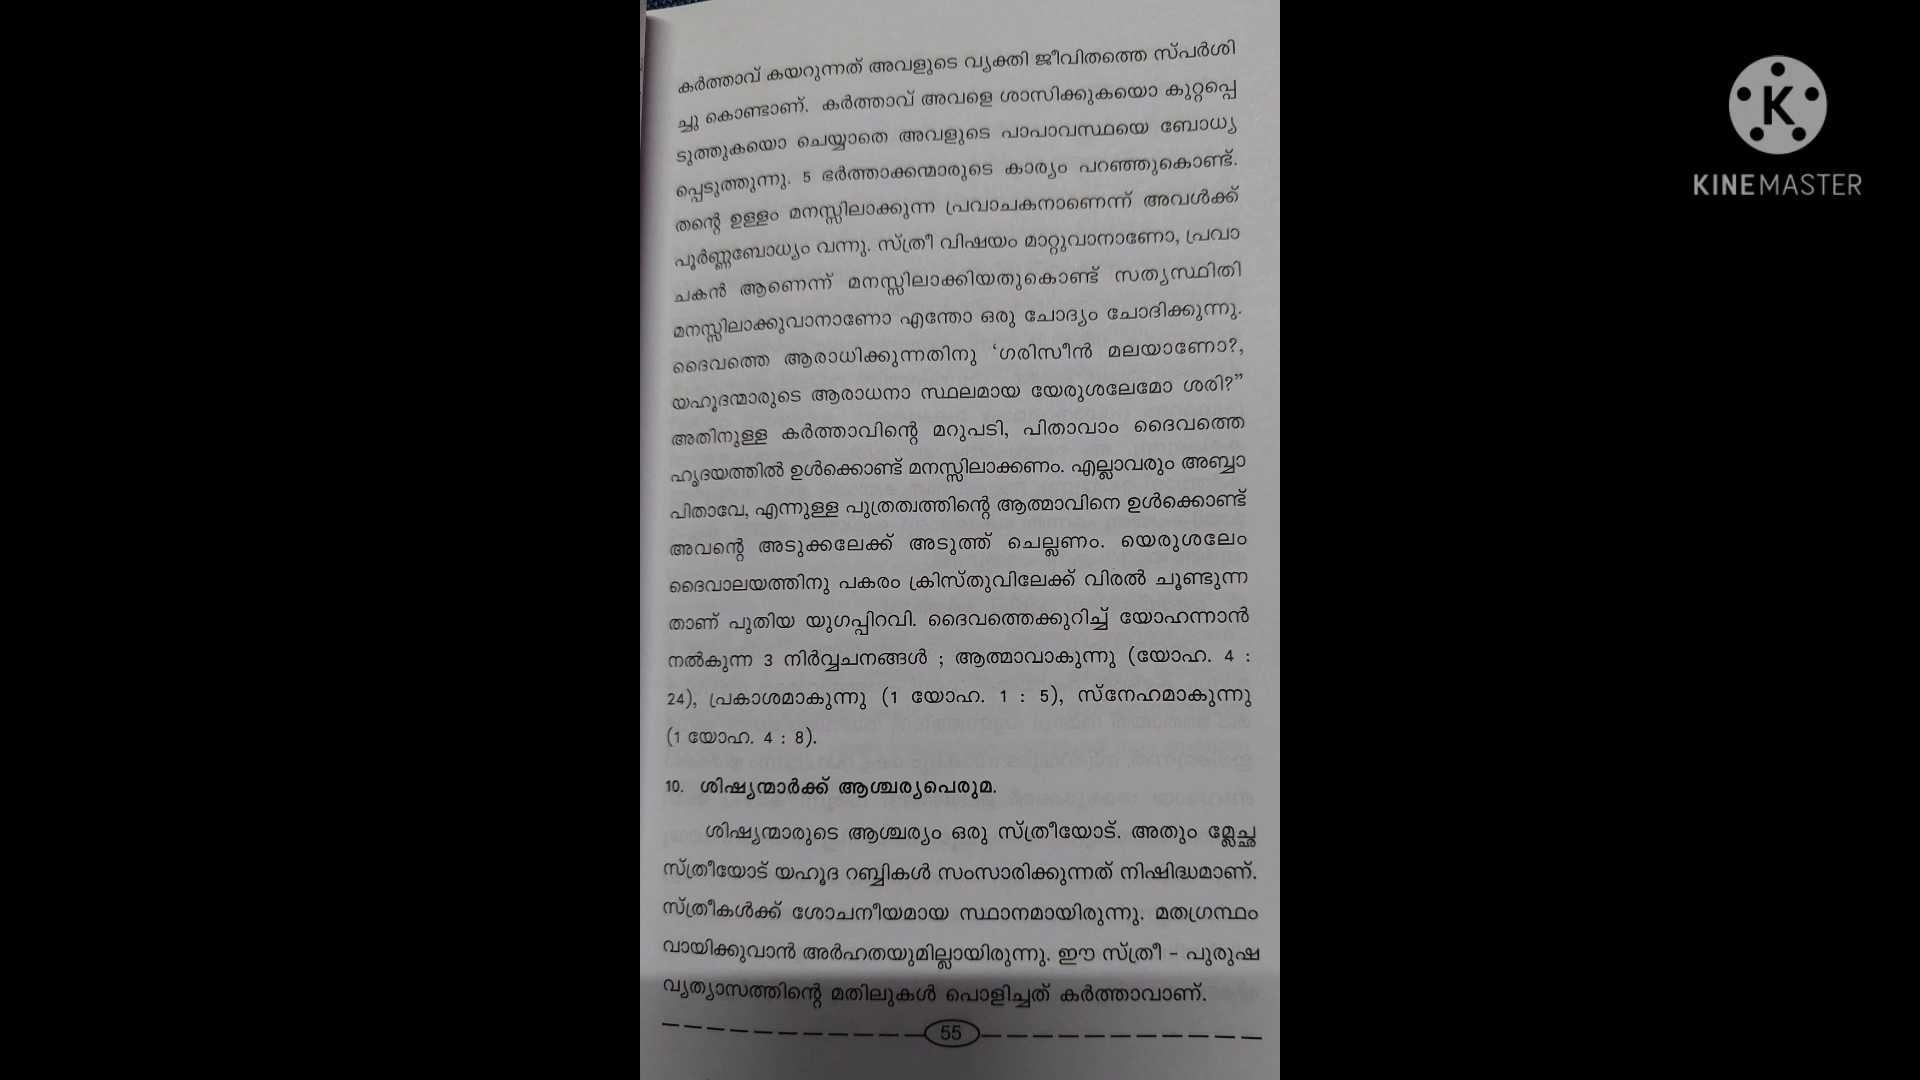 കർത്താവ് കയറുന്നത് അവളുടെ വ്യക്തി ജീവിതത്തെ സ്പർശി
ച്ചു കൊണ്ടാണ്. കർത്താവ് അവളെ ശാസിക്കുകയൊ കുറ്റപ്പെ
ടുത്തുകയൊ ചെയ്യാതെ അവളുടെ പാപാവസ്ഥയെ ബോധ്യ
പ്പെടുത്തുന്നു. 5 ഭർത്താക്കന്മാരുടെ കാര്യം പറഞ്ഞുകൊണ്ട്.
തന്റെ ഉള്ളം മനസ്സിലാക്കുന്ന പ്രവാചകനാണെന്ന് അവൾക്ക്
പൂർണ്ണബോധ്യം വന്നു. സ്ത്രീ വിഷയം മാറ്റുവാനാണോ, പ്രവാ
ചകൻ ആണെന്ന് മനസ്സിലാക്കിയതുകൊണ്ട് സത്യസ്ഥിതി
മനസ്സിലാക്കുവാനാണോ എന്തോ ഒരു ചോദ്യം ചോദിക്കുന്നു.
ദൈവത്തെ ആരാധിക്കുന്നതിനു ‘ഗരിസീൻ മലയാണോ?,
യഹൂദന്മാരുടെ ആരാധനാ സ്ഥലമായ യേരുശലേമോ ശരി?”
അതിനുള്ള കർത്താവിന്റെ മറുപടി, പിതാവാം ദൈവത്തെ
ഹൃദയത്തിൽ ഉൾക്കൊണ്ട് മനസ്സിലാക്കണം. എല്ലാവരും അബ്ബാ
പിതാവേ, എന്നുള്ള പുത്രത്വത്തിന്റെ ആത്മാവിനെ ഉൾക്കൊണ്ട്
അവന്റെ അടുക്കലേക്ക് അടുത്ത് ചെല്ലണം. യെരുശലേം
ദൈവാലയത്തിനു പകരം ക്രിസ്തുവിലേക്ക് വിരൽ ചൂണ്ടുന്ന
താണ് പുതിയ യുഗപ്പിറവി. ദൈവത്തെക്കുറിച്ച് യോഹന്നാൻ
നൽകുന്ന 3 നിർവ്വചനങ്ങൾ ; ആത്മാവാകുന്നു (യോഹ. 4 :
24), പ്രകാശമാകുന്നു (1 യോഹ. 1 : 5), സ്നേഹമാകുന്നു
(1 യോഹ. 4 : 8).
10. ശിഷ്യന്മാർക്ക് ആശ്ചര്യപെരുമ.
ശിഷ്യന്മാരുടെ ആശ്ചര്യം ഒരു സ്ത്രീയോട്. അതും മ്ലേച്ഛ
സ്ത്രീയോട് യഹൂദ റബ്ബികൾ സംസാരിക്കുന്നത് നിഷിദ്ധമാണ്.
സ്ത്രീകൾക്ക് ശോചനീയമായ സ്ഥാനമായിരുന്നു. മതഗ്രന്ഥം
വായിക്കുവാൻ അർഹതയുമില്ലായിരുന്നു. ഈ സ്ത്രീ – പുരുഷ
വ്യത്യാസത്തിന്റെ മതിലുകൾ പൊളിച്ചത് കർത്താവാണ്.
55
K
KINEMASTER